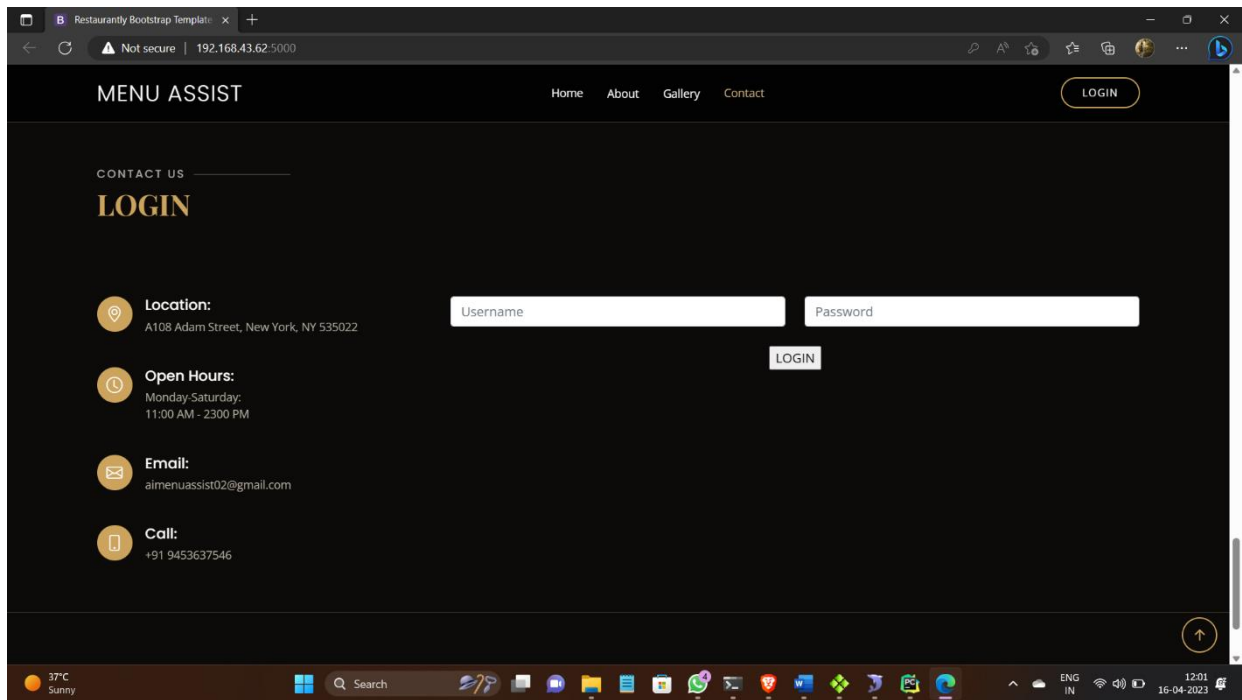 B Restaurantly Bootstrap Template
Not secure | 192.168.43.62:5000
MENU ASSIST
Home About Gallery Contact
LOGIN
CONTACT US
LOGIN
Location:
A108 Adam Street, New York, NY 535022
Username
Password
LOGIN
Open Hours:
Monday-Saturday:
11:00 AM - 2300 PM
Email:
aimenuassist02@gmail.com
Call:
+91 9453637546
37°C
Sunny
Search
ENG
IN
12:01
16-04-2023